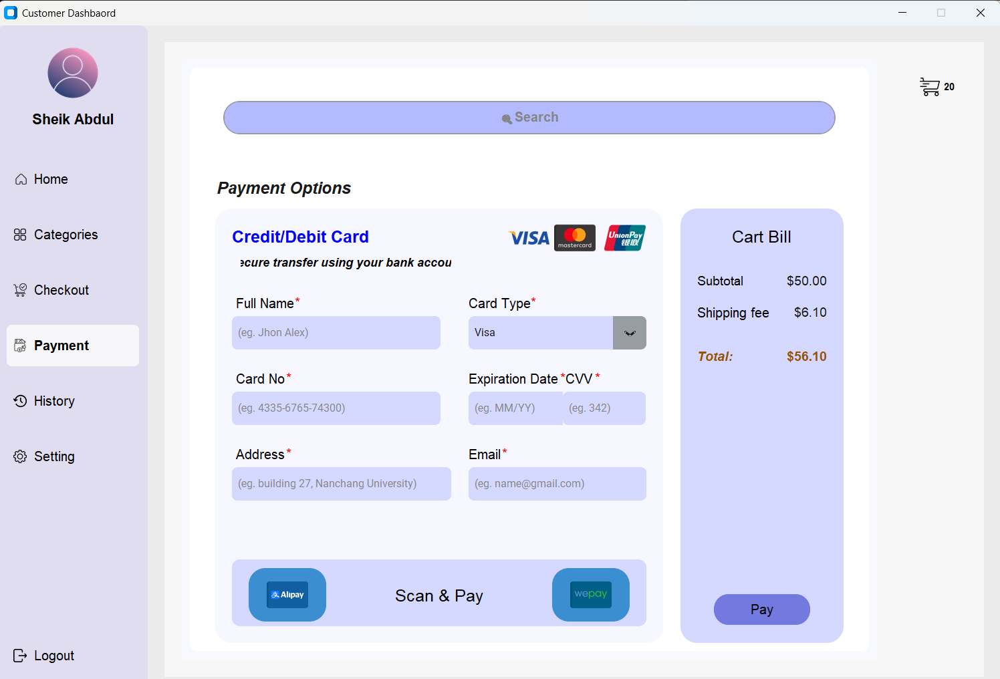 Customer Dashbaord
Sheik Abdul
Home
Categories
Checkout
Payment
History
Setting
Logout
20
Search
Payment Options
Credit/Debit Card
VISA
mastercard
UnionPay
银联
ecure transfer using your bank accou
Full Name*
(eg. Jhon Alex)
Card Type*
Visa
Card No*
(eg. 4335-6765-74300)
Expiration Date *
(eg. MM/YY)
CVV *
(eg. 342)
Address*
(eg. building 27, Nanchang University)
Email*
(eg. name@gmail.com)
支 Alipay
Scan & Pay
wepay
Cart Bill
Subtotal $50.00
Shipping fee $6.10
Total: $56.10
Pay